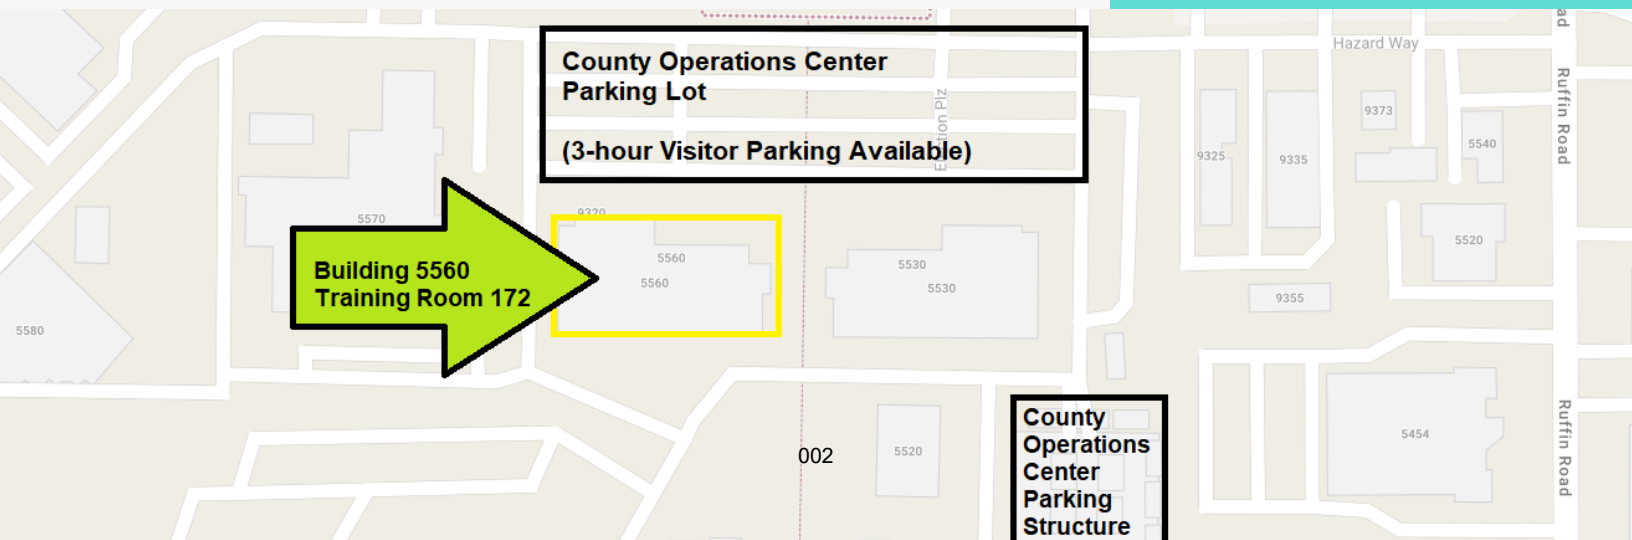 County Operations Center
Parking Lot
(3-hour Visitor Parking Available)
Hazard Way
ad
Ruffin Road
9325
9335
9373
5540
5520
9355
5570
9320
5560
5560
5530
5530
Building 5560
Training Room 172
5580
002
5520
County
Operations
Center
Parking
Structure
5454
Ruffin Road